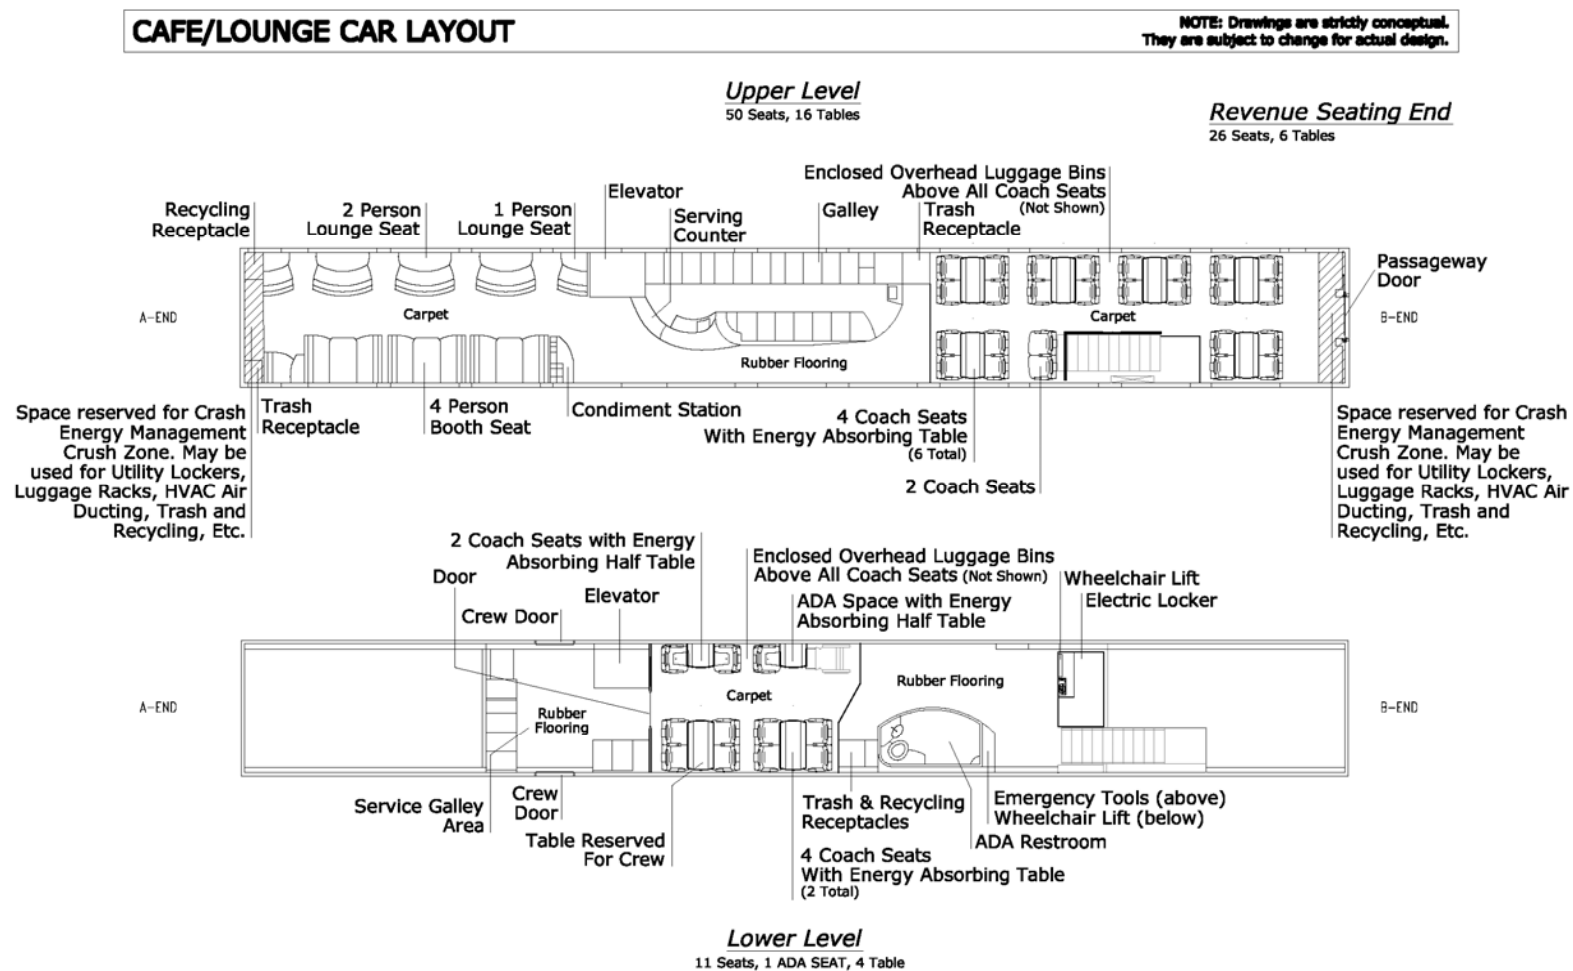 CAFE/LOUNGE CAR LAYOUT
NOTE: Drawings are strictly conceptual.
They are subject to change for actual design.
Upper Level
50 Seats, 16 Tables
Revenue Seating End
26 Seats, 6 Tables
Recycling
Receptacle
2 Person
Lounge Seat
1 Person
Lounge Seat
Elevator
Serving
Counter
Galley
Enclosed Overhead Luggage Bins
Above All Coach Seats
(Not Shown)
Trash
Receptacle
Passageway
Door
A-END
Carpet
Rubber Flooring
Carpet
B-END
Space reserved for Crash
Energy Management
Crush Zone. May be
used for Utility Lockers,
Luggage Racks, HVAC Air
Ducting, Trash and
Recycling, Etc.
Trash
Receptacle
4 Person
Booth Seat
Condiment Station
4 Coach Seats
With Energy Absorbing Table
(6 Total)
2 Coach Seats
Space reserved for Crash
Energy Management
Crush Zone. May be
used for Utility Lockers,
Luggage Racks, HVAC Air
Ducting, Trash and
Recycling, Etc.
2 Coach Seats with Energy
Absorbing Half Table
Door
Crew Door
Elevator
Enclosed Overhead Luggage Bins
Above All Coach Seats (Not Shown)
ADA Space with Energy
Absorbing Half Table
Wheelchair Lift
Electric Locker
A-END
Rubber
Flooring
Carpet
Rubber Flooring
B-END
Service Galley
Area
Crew
Door
Table Reserved
For Crew
Trash & Recycling
Receptacles
4 Coach Seats
With Energy Absorbing Table
(2 Total)
Emergency Tools (above)
Wheelchair Lift (below)
ADA Restroom
Lower Level
11 Seats, 1 ADA SEAT, 4 Table